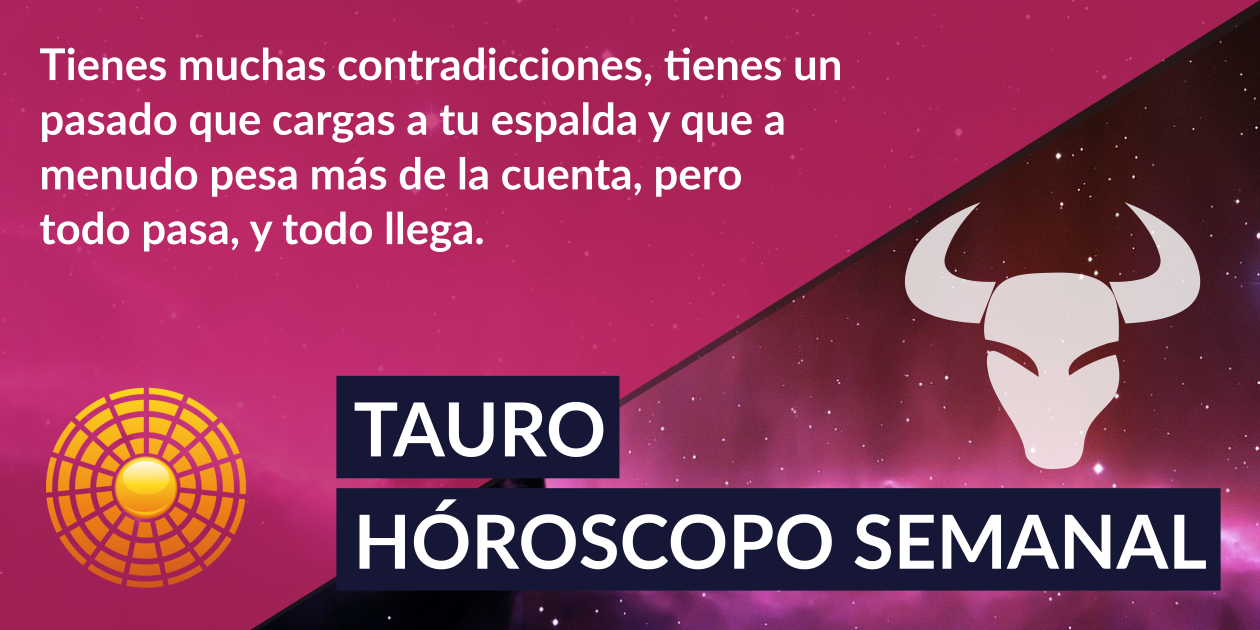 Tienes muchas contradicciones, tienes un
pasado que cargas a tu espalda y que a
menudo pesa más de la cuenta, pero
todo pasa, y todo llega.
TAURO
HÓROSCOPO SEMANAL